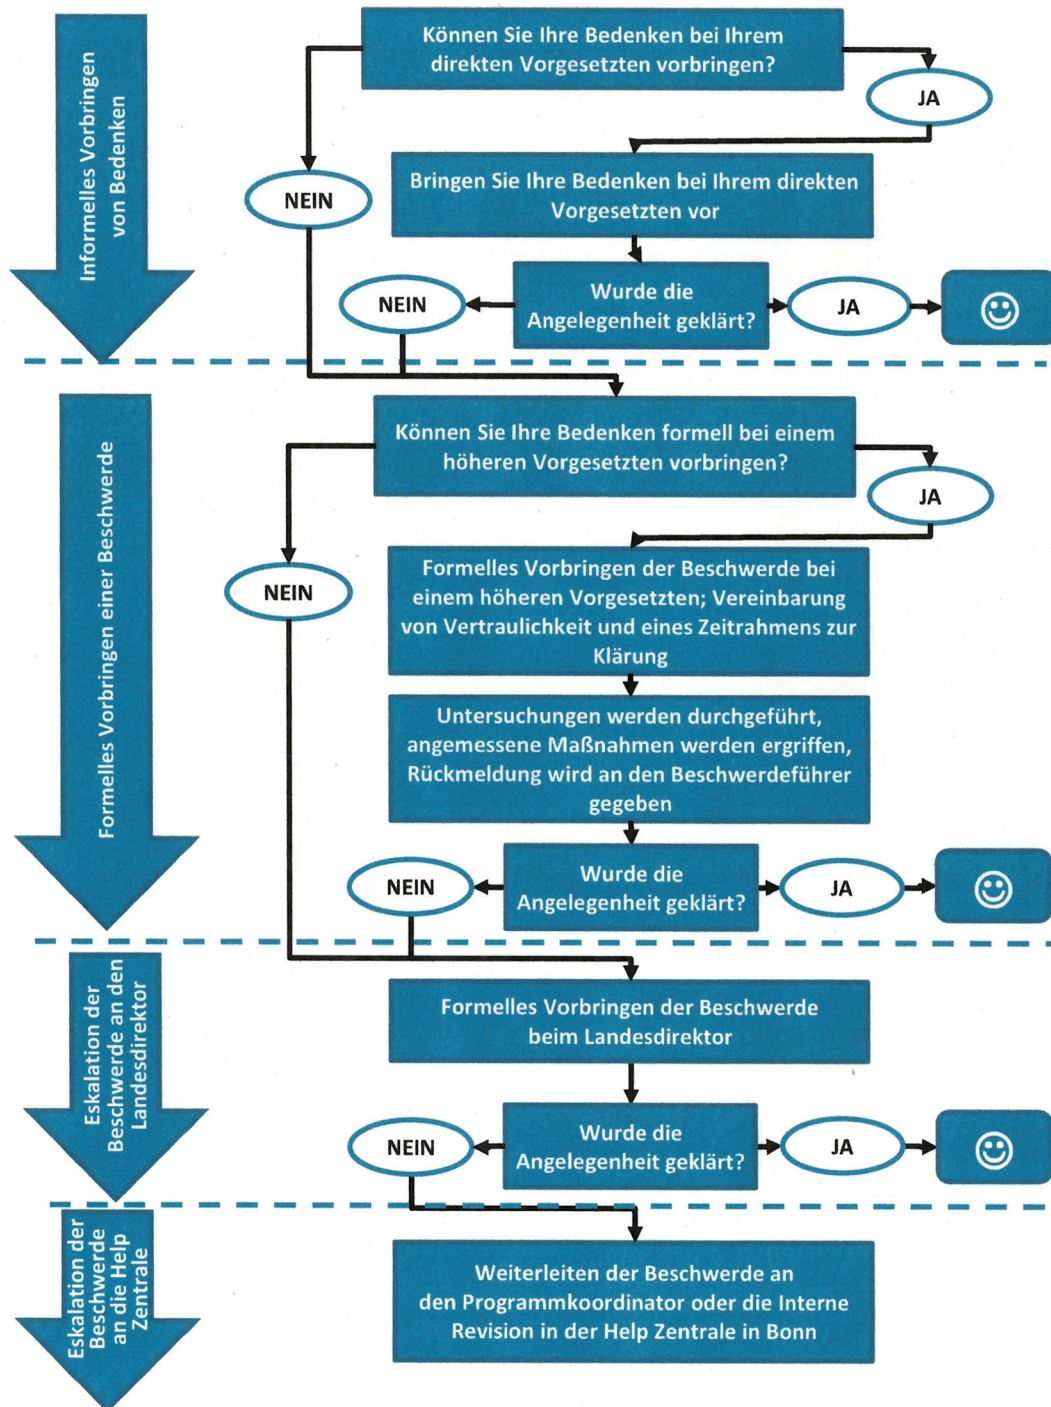 Informelles Vorbringen
von Bedenken
Können Sie Ihre Bedenken bei Ihrem
direkten Vorgesetzten vorbringen?
JA
NEIN
Bringen Sie Ihre Bedenken bei Ihrem direkten
Vorgesetzten vor
NEIN
Wurde die
Angelegenheit geklärt?
JA
Formelles Vorbringen einer Beschwerde
Können Sie Ihre Bedenken formell bei einem
höheren Vorgesetzten vorbringen?
JA
NEIN
Formelles Vorbringen der Beschwerde bei
einem höheren Vorgesetzten; Vereinbarung
von Vertraulichkeit und eines Zeitrahmens zur
Klärung
Untersuchungen werden durchgeführt,
angemessene Maßnahmen werden ergriffen,
Rückmeldung wird an den Beschwerdeführer
gegeben
NEIN
Wurde die
Angelegenheit geklärt?
JA
Eskalation der
Beschwerde an den
Landesdirektor
Formelles Vorbringen der Beschwerde
beim Landesdirektor
NEIN
Wurde die
Angelegenheit geklärt?
JA
Eskalation der
Beschwerde
an die Help
Zentrale
Weiterleiten der Beschwerde an
den Programmkoordinator oder die Interne
Revision in der Help Zentrale in Bonn